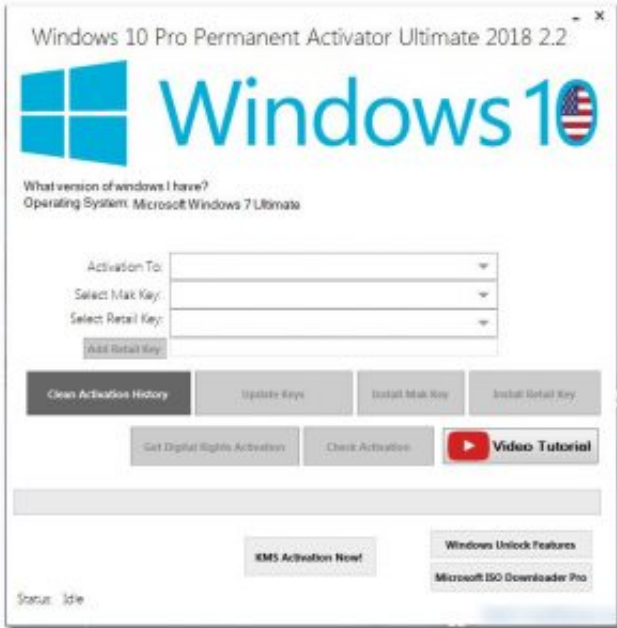 Windows 10 Pro Permanent Activator Ultimate 2018 2.2
Windows 10
What version of windows I have?
Operating System: Microsoft Windows 7 Ultimate
Activation To:
Select Mak Key:
Select Retail Key:
Add Retail Key
Clean Activation History
Update Keys
Install Mak Key
Install Retail Key
Get Digital Rights Activation
Check Activation
Video Tutorial
KMS Activation Now!
Windows Unlock Features
Microsoft ISO Downloader Pro
Status: Idle